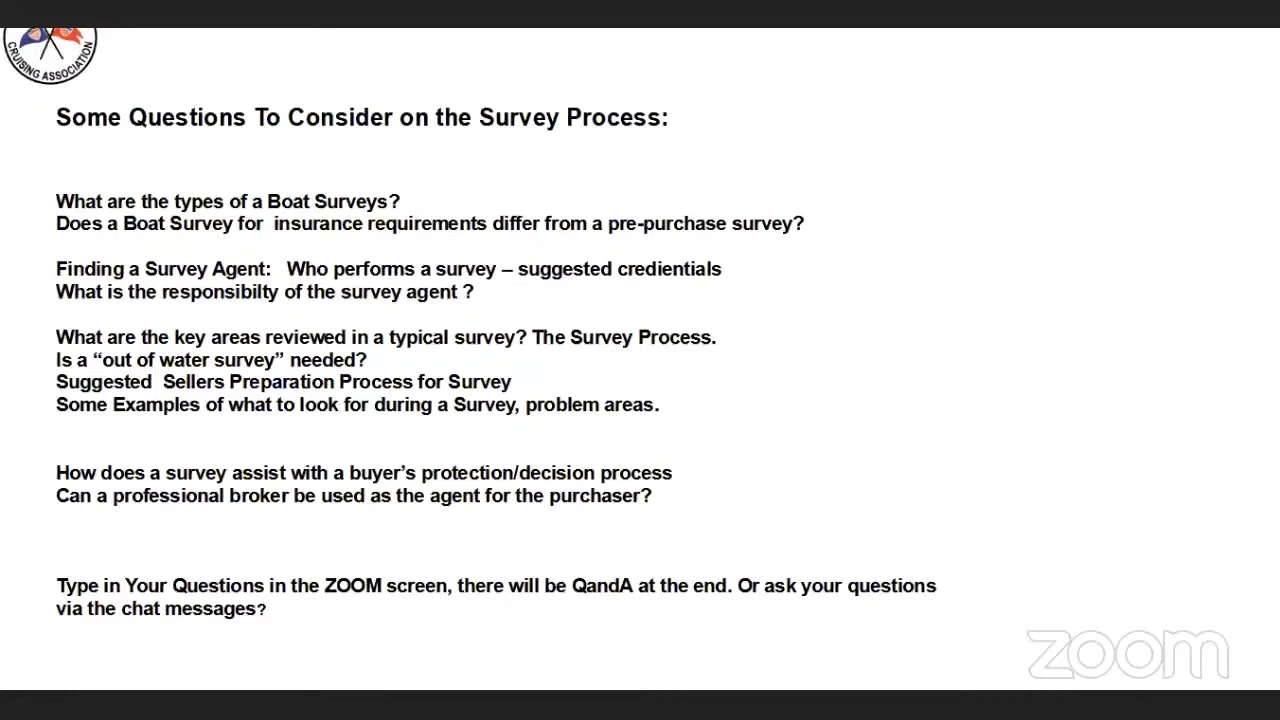 CRUISING ASSOCIATION
Some Questions To Consider on the Survey Process:
What are the types of a Boat Surveys?
Does a Boat Survey for  insurance requirements differ from a pre-purchase survey?
Finding a Survey Agent:   Who performs a survey – suggested credentials
What is the responsibilty of the survey agent ?
What are the key areas reviewed in a typical survey? The Survey Process.
Is a “out of water survey” needed?
Suggested  Sellers Preparation Process for Survey
Some Examples of what to look for during a Survey, problem areas.
How does a survey assist with a buyer’s protection/decision process
Can a professional broker be used as the agent for the purchaser?
Type in Your Questions in the ZOOM screen, there will be QandA at the end. Or ask your questions
via the chat messages?
zoom